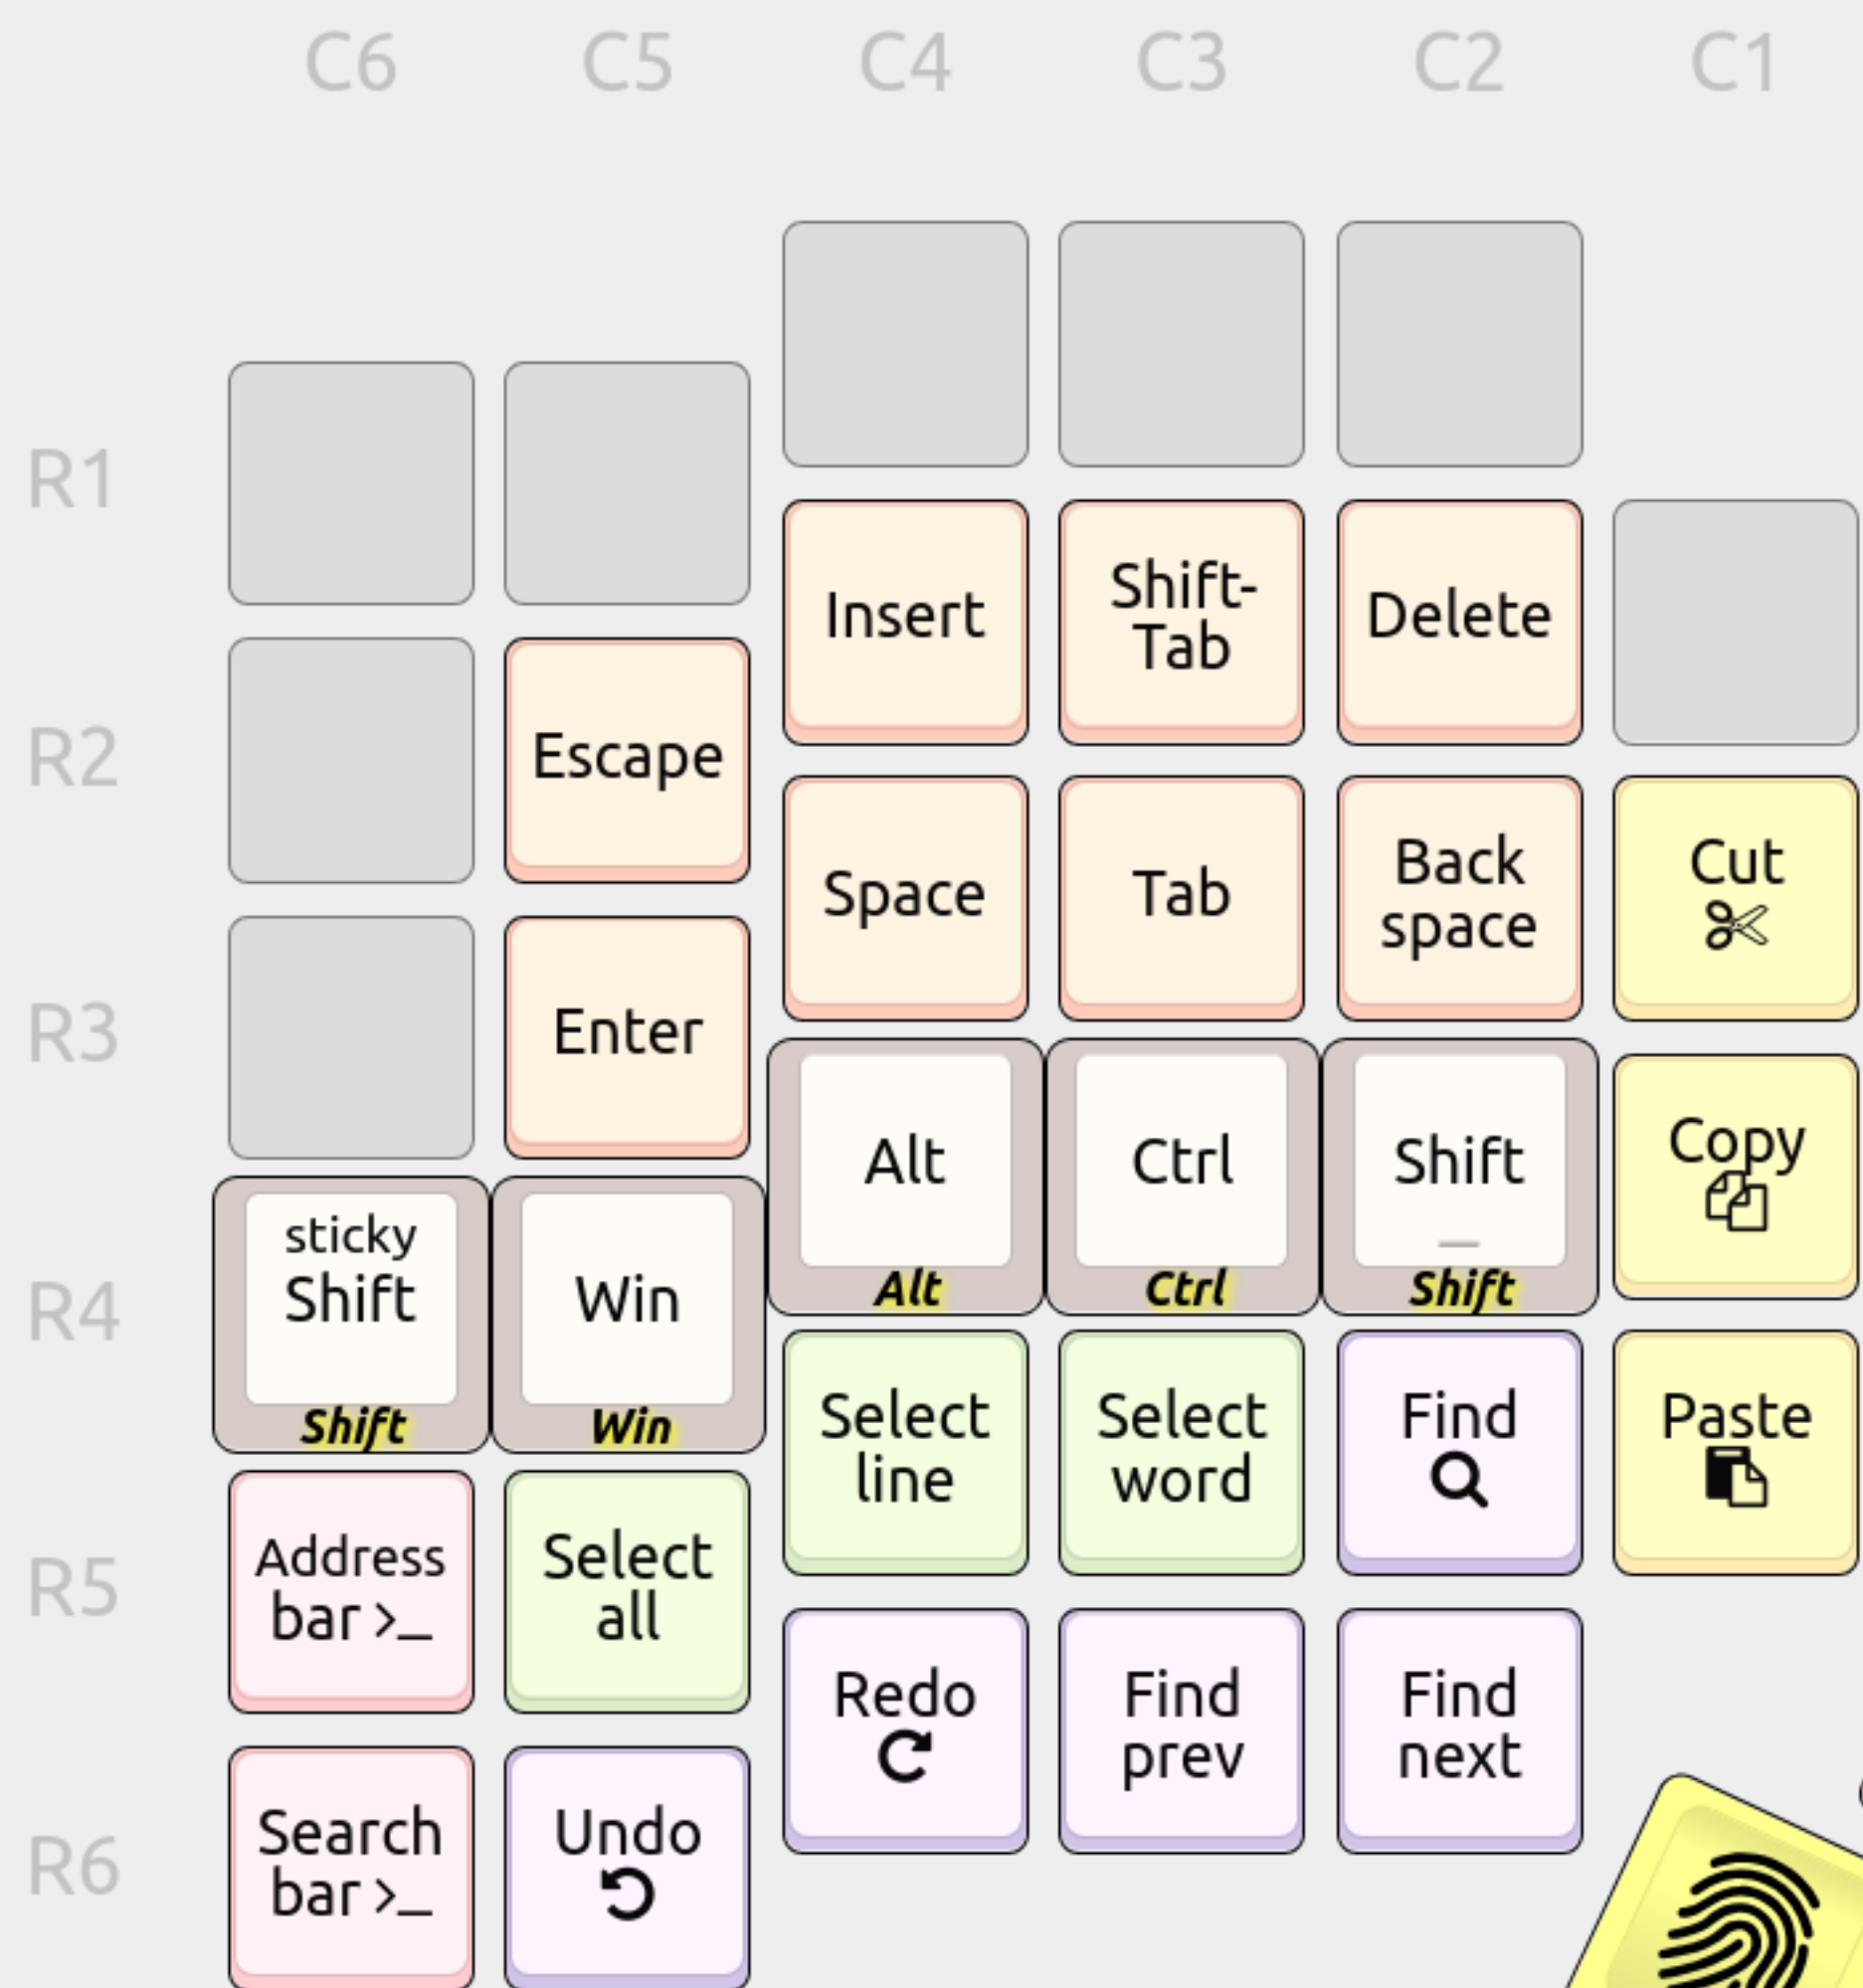 C6 C5 C4 C3 C2 C1
R1
Insert
Shift-
Tab
Delete
R2
Escape
Space
Tab
Back
space
Cut
R3
Enter
Alt
Alt
Ctrl
Ctrl
Shift
_
Shift
Copy
R4
sticky
Shift
Shift
Win
Win
Select
line
Select
word
Find
Paste
R5
Address
bar >_
Select
all
Redo
Find
prev
Find
next
R6
Search
bar >_
Undo